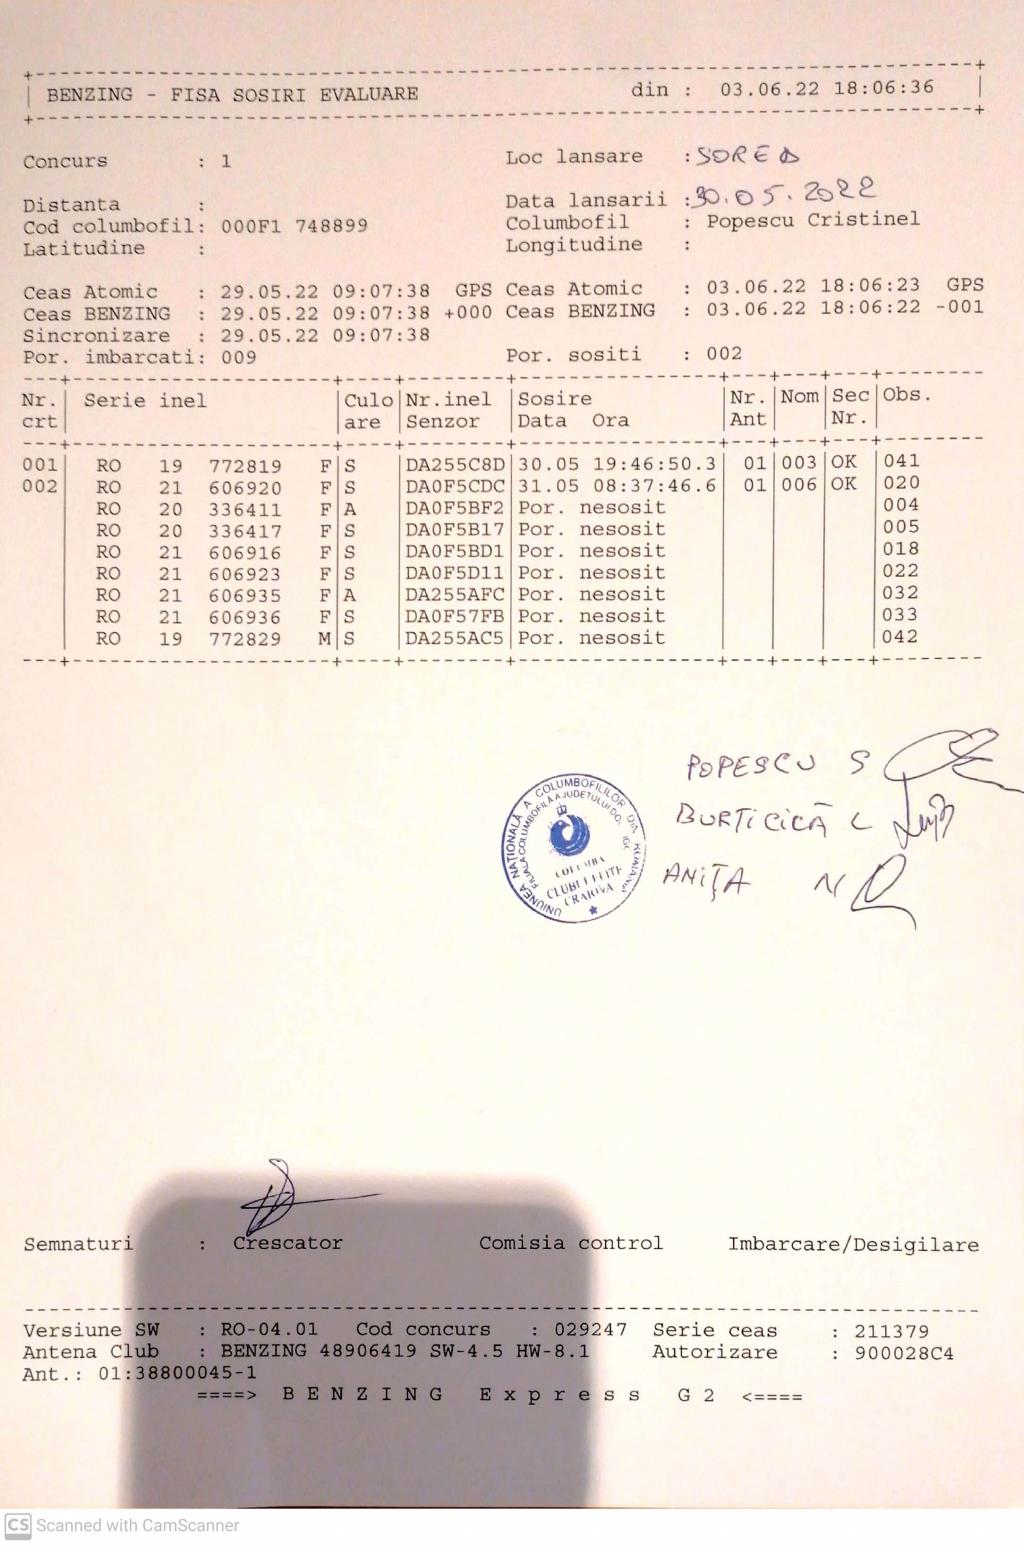 BENZING - FISA SOSIRI EVALUARE din : 03.06.22 18:06:36
Concurs : 1 Loc lansare :
Distanta : Data lansarii : 30.05.2022
Cod columbofil: 000F1 748899 Columbofil : Popescu Cristinel
Latitudine : Longitudine :
Ceas Atomic : 29.05.22 09:07:38 GPS Ceas Atomic : 03.06.22 18:06:23 GPS
Ceas BENZING : 29.05.22 09:07:38 +000 Ceas BENZING : 03.06.22 18:06:22 -001
Sincronizare : 29.05.22 09:07:38
Por. imbarcati: 009 Por. sositi : 002
Nr. Serie inel Culo Nr.inel Sosire Nr. Nom Sec Obs.
crt are Senzor Data Ora Ant Nr.
001 RO 19 772819 F S DA255C8D 30.05 19:46:50.3 01 003 OK 041
002 RO 21 606920 F S DA0F5CDC 31.05 08:37:46.6 01 006 OK 020
RO 20 336411 F A DA0F5BF2 Por. nesosit 004
RO 20 336417 F S DA0F5B17 Por. nesosit 005
RO 21 606916 F S DA0F5BD1 Por. nesosit 018
RO 21 606923 F S DA0F5D11 Por. nesosit 022
RO 21 606935 F A DA255AFC Por. nesosit 032
RO 21 606936 F S DA0F57FB Por. nesosit 033
RO 19 772829 M S DA255AC5 Por. nesosit 042
POPESCU S
BURTICICĂ L
ANIȚA N
UNIUNEA NAȚIONALĂ A COLUMBOFILILOR DIN ROMANIA
FILIALA COLUMBOFILA A JUDETULUI
COLUMBA
CRAIOVA
Semnaturi : Crescator Comisia control Imbarcare/Desigilare
Versiune SW : RO-04.01 Cod concurs : 029247 Serie ceas : 211379
Antena Club : BENZING 48906419 SW-4.5 HW-8.1 Autorizare : 900028C4
Ant.: 01:38800045-1
====> B E N Z I N G E x p r e s s G 2 <====
CS Scanned with CamScanner